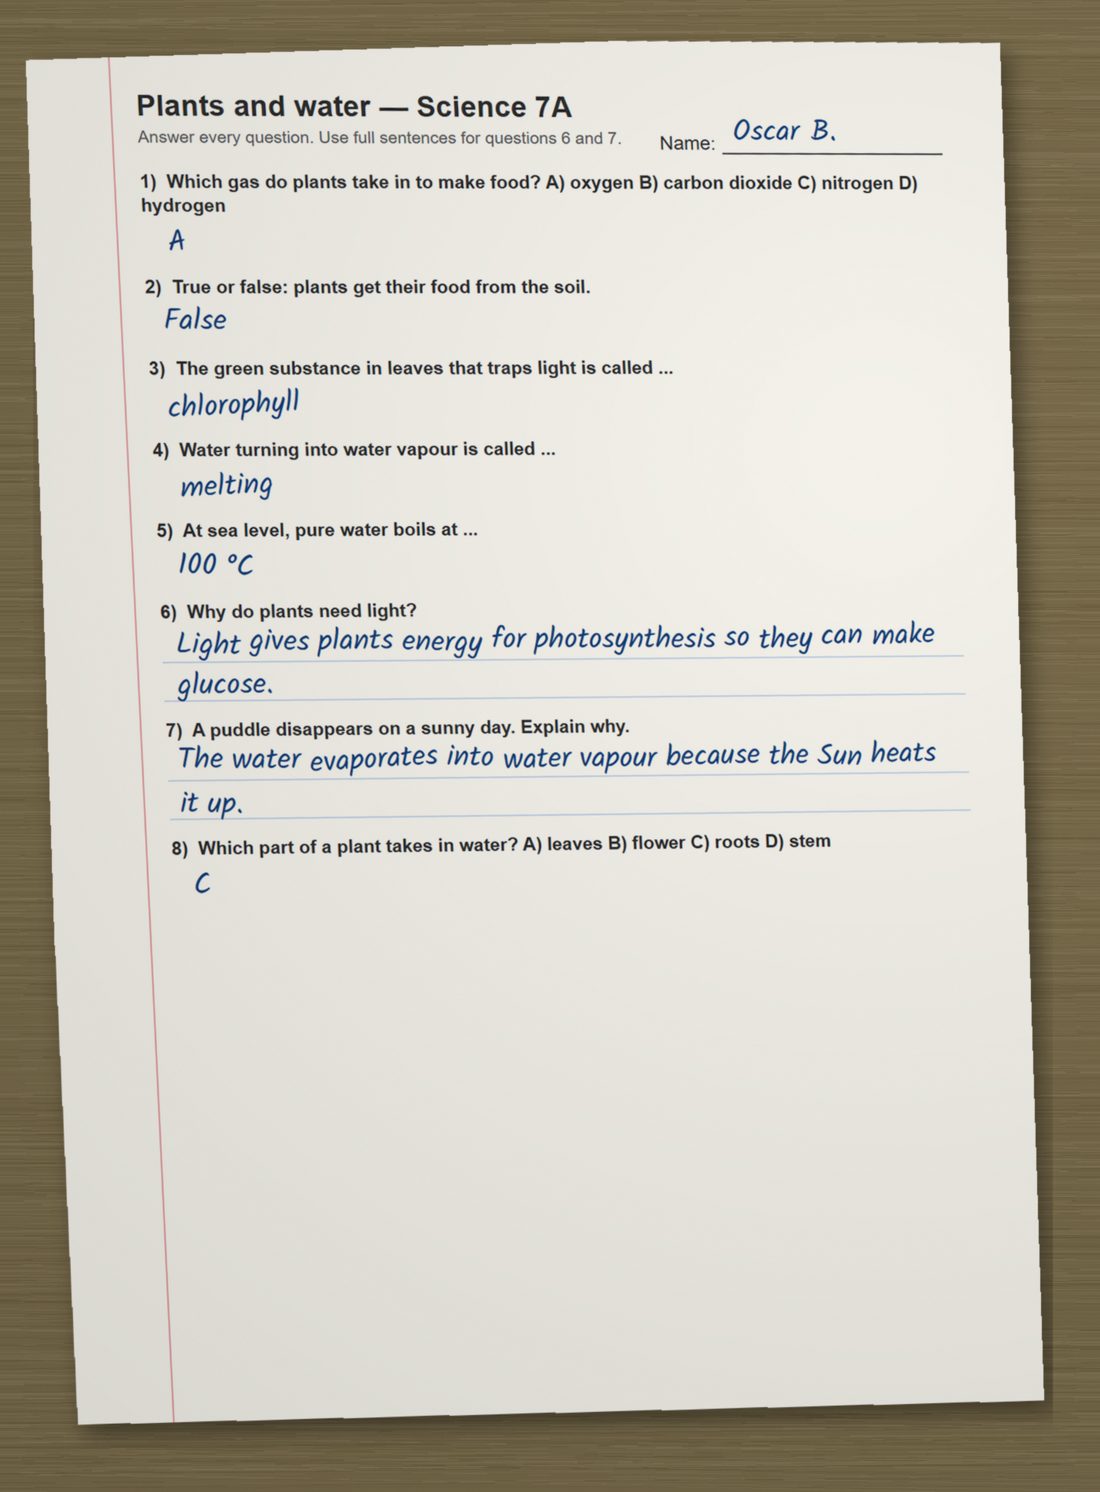 Plants and water — Science 7A
Answer every question. Use full sentences for questions 6 and 7.
Name: Oscar B.
1) Which gas do plants take in to make food? A) oxygen B) carbon dioxide C) nitrogen D)
hydrogen
A
2) True or false: plants get their food from the soil.
False
3) The green substance in leaves that traps light is called ...
chlorophyll
4) Water turning into water vapour is called ...
melting
5) At sea level, pure water boils at ...
100 °C
6) Why do plants need light?
Light gives plants energy for photosynthesis so they can make
glucose.
7) A puddle disappears on a sunny day. Explain why.
The water evaporates into water vapour because the Sun heats
it up.
8) Which part of a plant takes in water? A) leaves B) flower C) roots D) stem
C